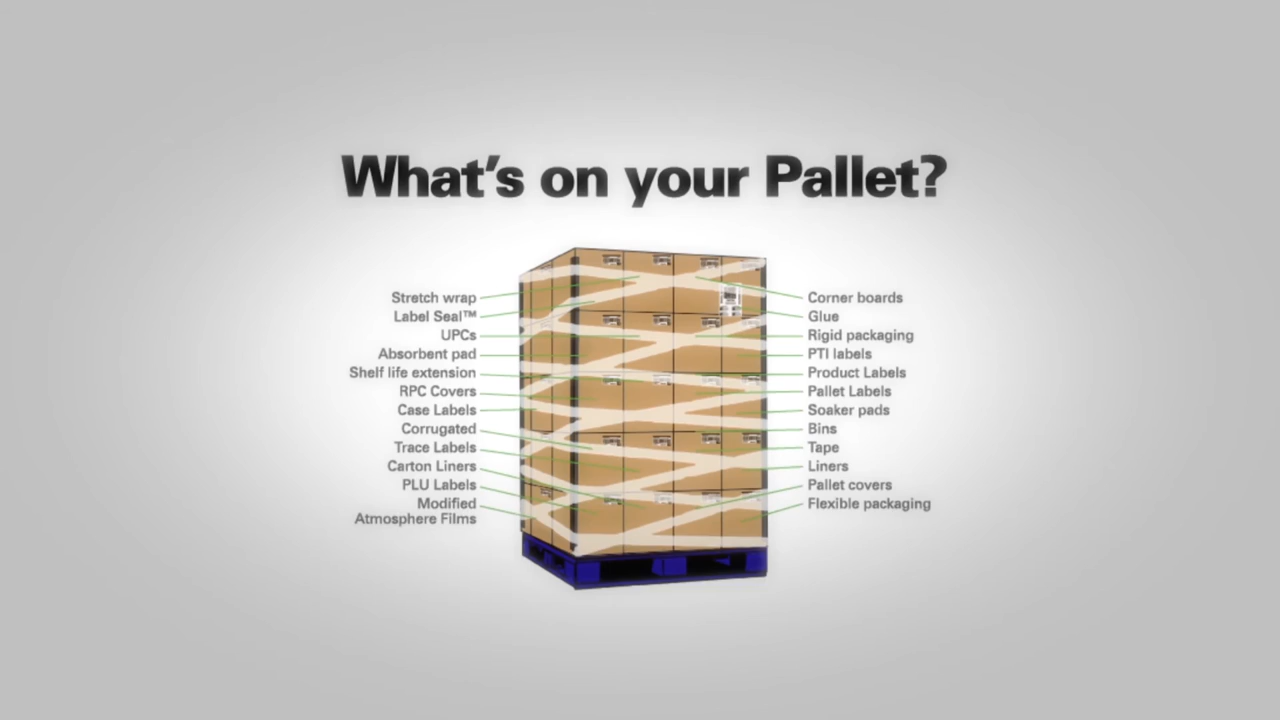 What's on your Pallet?
Stretch wrap
Label Seal™
UPCs
Absorbent pad
Shelf life extension
RPC Covers
Case Labels
Corrugated
Trace Labels
Carton Liners
PLU Labels
Modified
Atmosphere Films
Corner boards
Glue
Rigid packaging
PTI labels
Product Labels
Pallet Labels
Soaker pads
Bins
Tape
Liners
Pallet covers
Flexible packaging